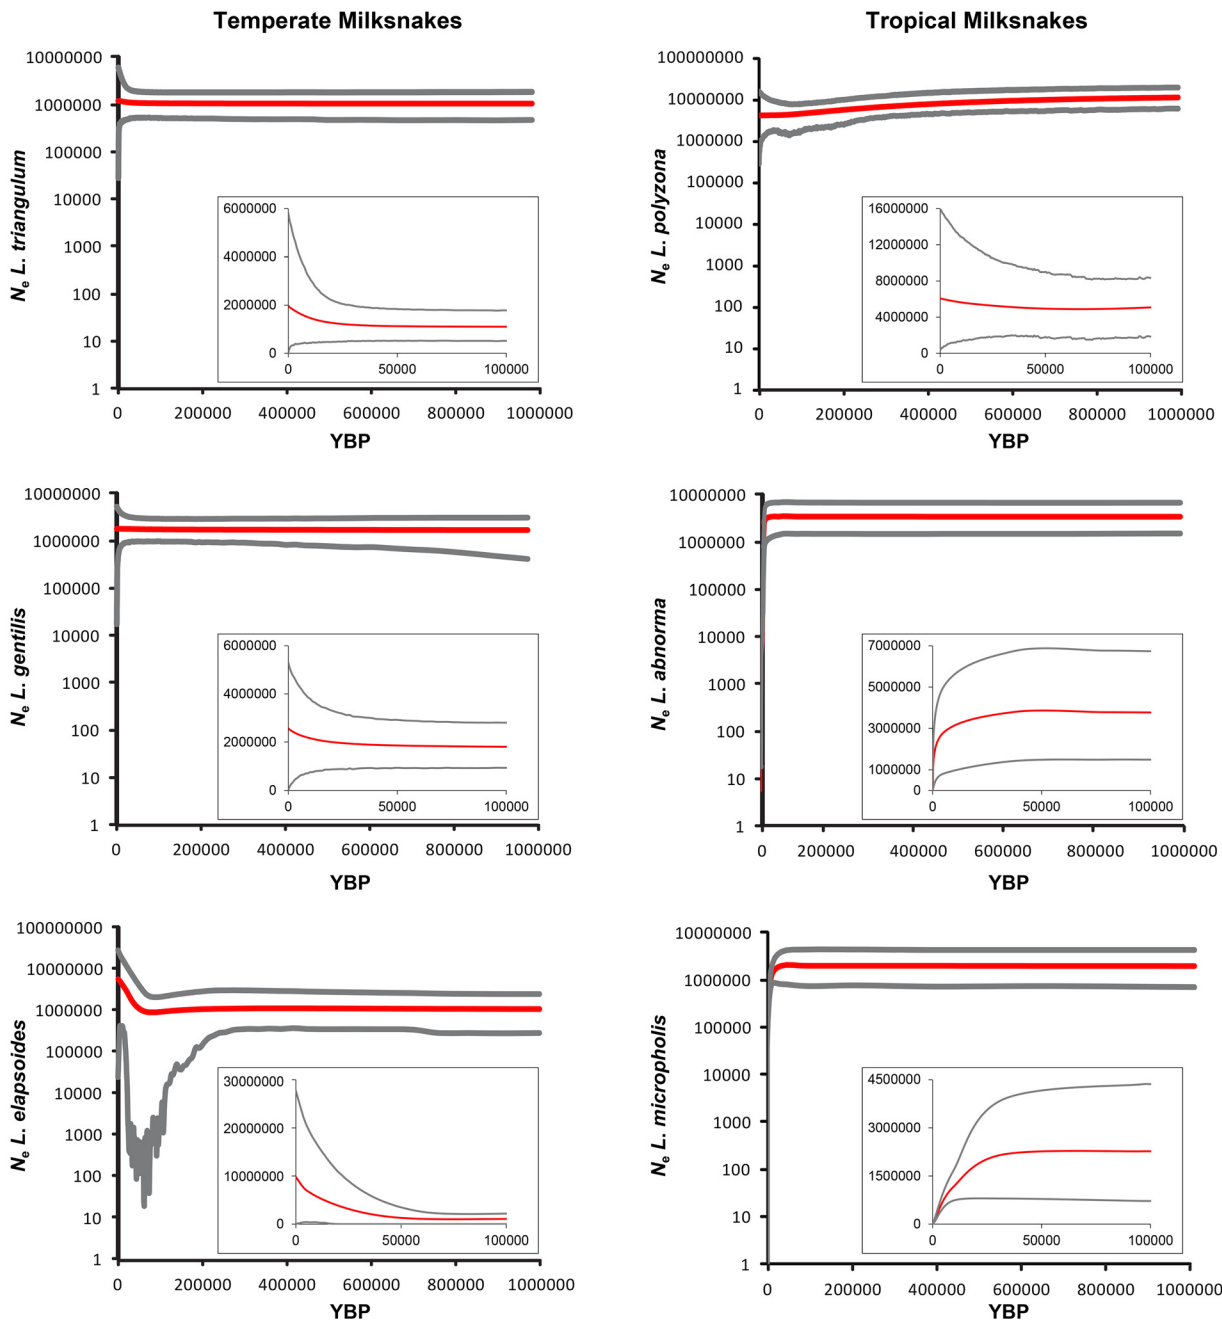 Temperate Milksnakes
Tropical Milksnakes
Ne L. triangulum
10000000
1000000
100000
10000
1000
100
10
1
0 200000 400000 600000 800000 1000000
YBP
6000000
4000000
2000000
0
0 50000 100000
Ne L. polyzona
100000000
10000000
1000000
100000
10000
1000
100
10
1
0 200000 400000 600000 800000 1000000
YBP
16000000
12000000
8000000
4000000
0
0 50000 100000
Ne L. gentilis
10000000
1000000
100000
10000
1000
100
10
1
0 200000 400000 600000 800000 1000000
YBP
6000000
4000000
2000000
0
0 50000 100000
Ne L. abnorma
10000000
1000000
100000
10000
1000
100
10
1
0 200000 400000 600000 800000 1000000
YBP
7000000
5000000
3000000
1000000
0 50000 100000
Ne L. elapsoides
100000000
10000000
1000000
100000
10000
1000
100
10
1
0 200000 400000 600000 800000 1000000
YBP
30000000
20000000
10000000
0
0 50000 100000
Ne L. micropholis
10000000
1000000
100000
10000
1000
100
10
1
0 200000 400000 600000 800000 1000000
YBP
4500000
3000000
1500000
0
0 50000 100000